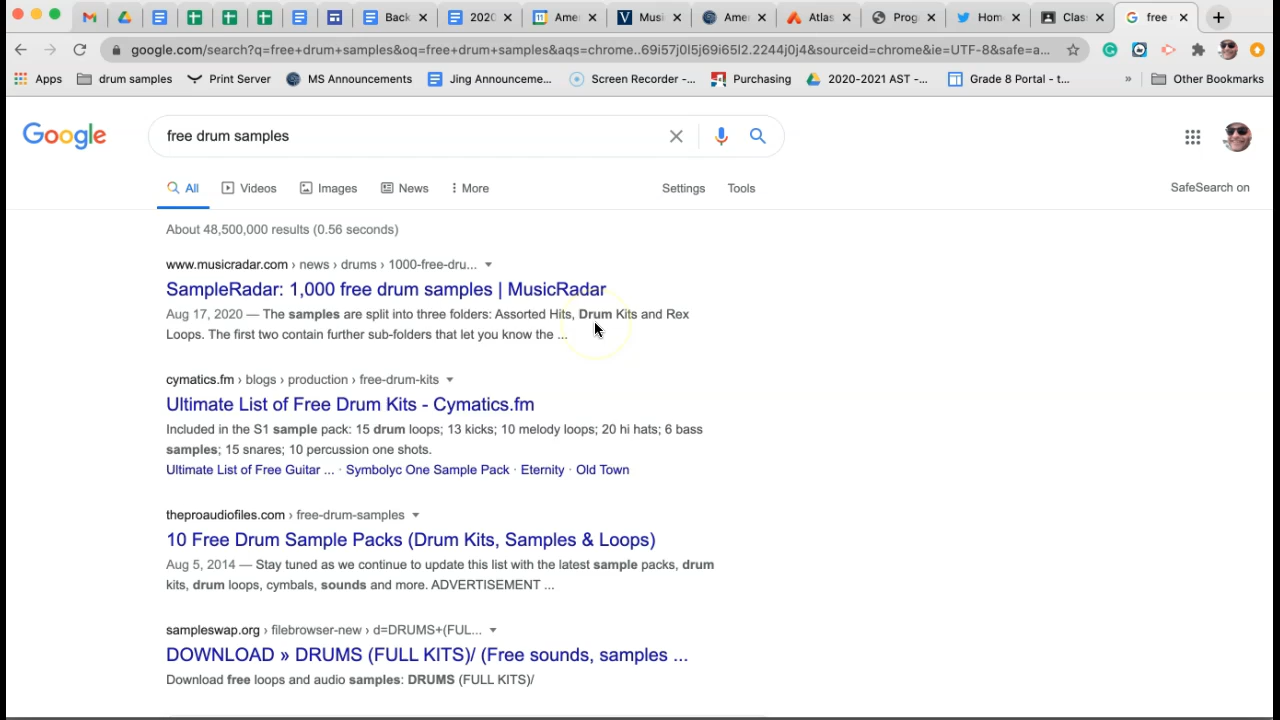 Back
2020
Ame
Musi
Ame
Atlas
Prog
Hom
Clas
free
google.com/search?q=free+drum+samples&oq=free+drum+samples&aqs=chrome..69i57j0l5j69i65l2.2244j0j4&sourceid=chrome&ie=UTF-8&safe=a...
Apps drum samples Print Server MS Announcements Jing Announceme... Screen Recorder -... Purchasing 2020-2021 AST -... Grade 8 Portal - t... » Other Bookmarks
Google
free drum samples
All Videos Images News More Settings Tools SafeSearch on
About 48,500,000 results (0.56 seconds)
www.musicradar.com › news › drums › 1000-free-dru...
SampleRadar: 1,000 free drum samples | MusicRadar
Aug 17, 2020 — The samples are split into three folders: Assorted Hits, Drum Kits and Rex
Loops. The first two contain further sub-folders that let you know the ...
cymatics.fm › blogs › production › free-drum-kits
Ultimate List of Free Drum Kits - Cymatics.fm
Included in the S1 sample pack: 15 drum loops; 13 kicks; 10 melody loops; 20 hi hats; 6 bass
samples; 15 snares; 10 percussion one shots.
Ultimate List of Free Guitar ... · Symbolyc One Sample Pack · Eternity · Old Town
theproaudiofiles.com › free-drum-samples
10 Free Drum Sample Packs (Drum Kits, Samples & Loops)
Aug 5, 2014 — Stay tuned as we continue to update this list with the latest sample packs, drum
kits, drum loops, cymbals, sounds and more. ADVERTISEMENT ...
sampleswap.org › filebrowser-new › d=DRUMS+(FUL...
DOWNLOAD » DRUMS (FULL KITS)/ (Free sounds, samples ...
Download free loops and audio samples: DRUMS (FULL KITS)/